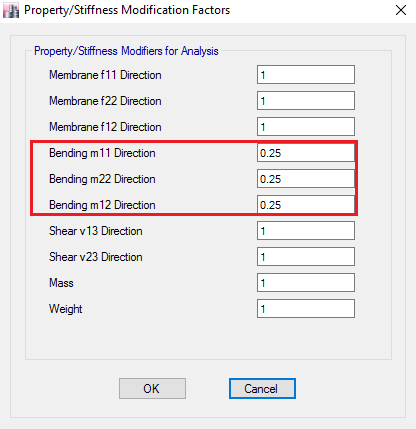 Property/Stiffness Modification Factors
Property/Stiffness Modifiers for Analysis
Membrane f11 Direction 1
Membrane f22 Direction 1
Membrane f12 Direction 1
Bending m11 Direction 0.25
Bending m22 Direction 0.25
Bending m12 Direction 0.25
Shear v13 Direction 1
Shear v23 Direction 1
Mass 1
Weight 1
OK Cancel